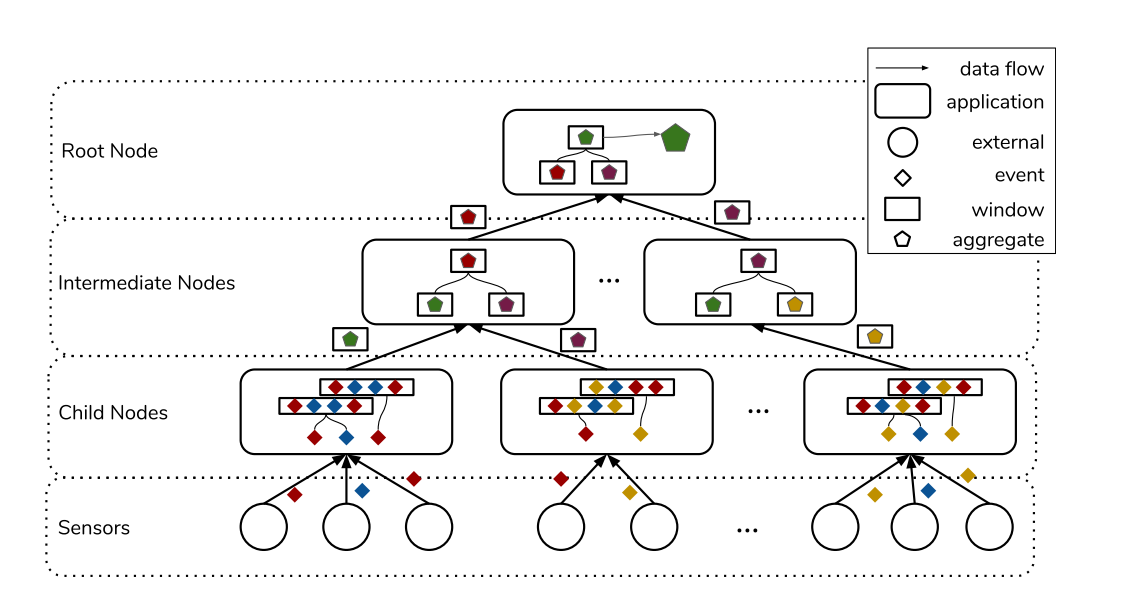 data flow
application
external
event
window
aggregate
Root Node
Intermediate Nodes
...
Child Nodes
...
Sensors
...